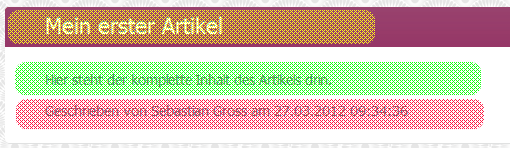 Mein erster Artikel
Hier steht der komplette Inhalt des Artikels drin.
Geschrieben von Sebastian Gross am 27.03.2012 09:34:36